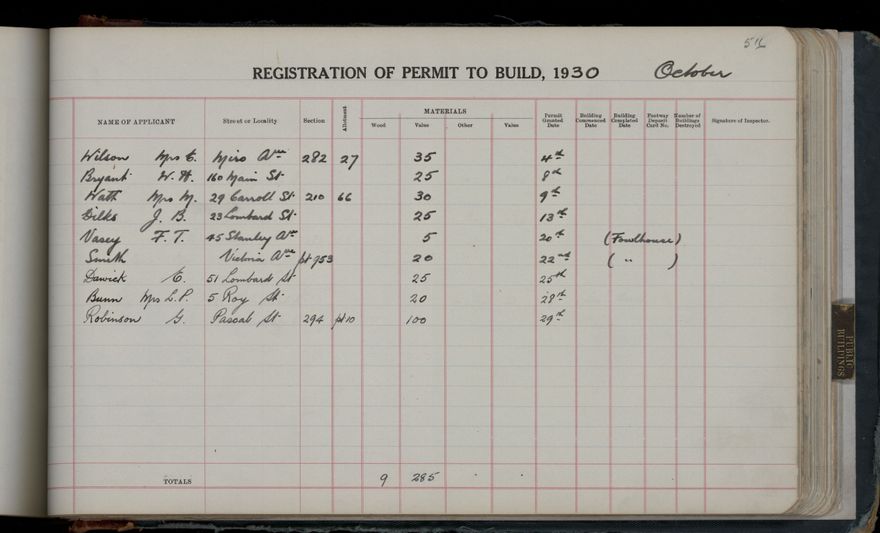 REGISTRATION OF PERMIT TO BUILD, 1930 October
NAME OF APPLICANT Street or Locality Section Allotment MATERIALS Wood Value Other Value Permit Granted Date Building Commenced Date Building Completed Date Footway Deposit Card No. Number of Buildings Destroyed Signature of Inspector.
Wilson Mrs E. Miro Ave 282 27 35 4th
Bryant W. H. 160 Main St 25 8th
Watt Mrs M. 29 Carroll St 210 66 30 9th
Dilks J. B. 23 Lombard St 25 13th
Vasey F. T. 45 Stanley Ave 5 20th (Fowlhouse)
Smith Victoria Ave pt 953 20 22nd ( " )
Dawick E. 51 Lombard St 25 25th
Bunn Mrs L. P. 5 Roy St 20 28th
Robinson G. Pascal St 294 pt 10 100 29th
TOTALS 9 285
PUBLIC BUILDINGS